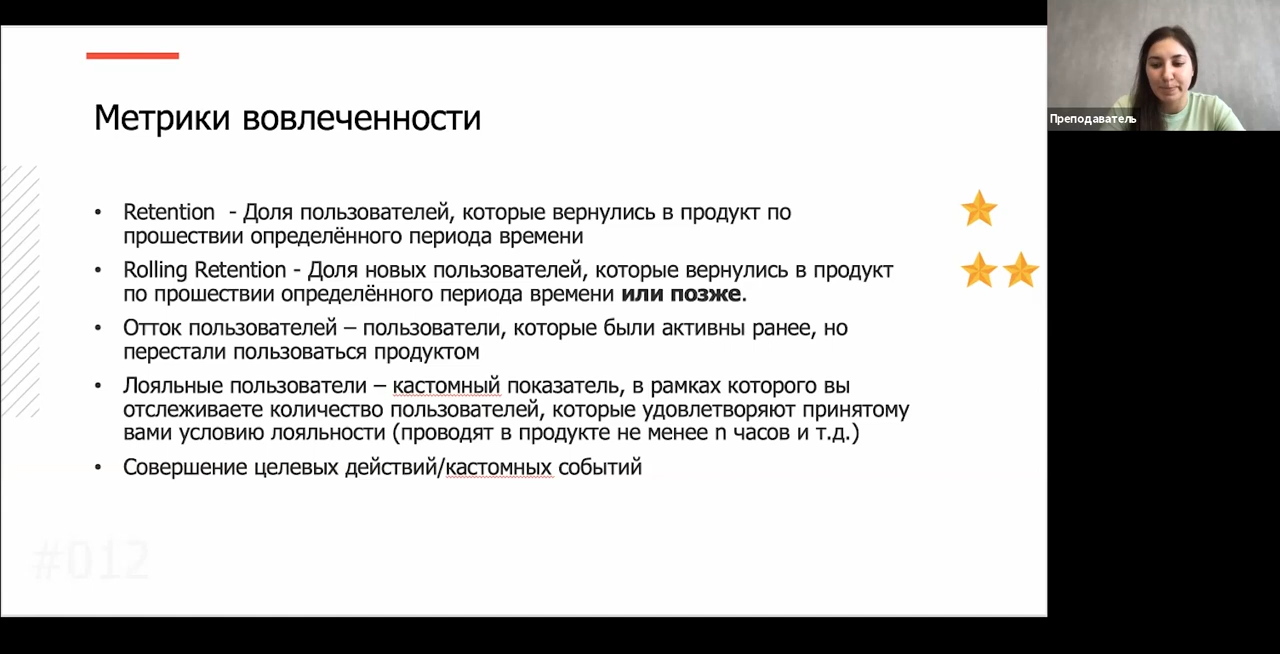 Метрики вовлеченности
• Retention - Доля пользователей, которые вернулись в продукт по
прошествии определённого периода времени
• Rolling Retention - Доля новых пользователей, которые вернулись в продукт
по прошествии определённого периода времени или позже.
• Отток пользователей – пользователи, которые были активны ранее, но
перестали пользоваться продуктом
• Лояльные пользователи – кастомный показатель, в рамках которого вы
отслеживаете количество пользователей, которые удовлетворяют принятому
вами условию лояльности (проводят в продукте не менее n часов и т.д.)
• Совершение целевых действий/кастомных событий
#012
Преподаватель